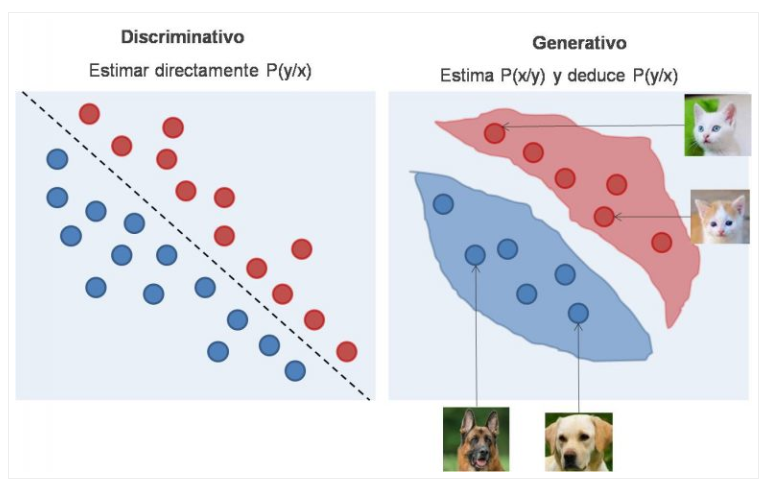 Discriminativo
Estimar directamente P(y/x)
Generativo
Estima P(x/y) y deduce P(y/x)